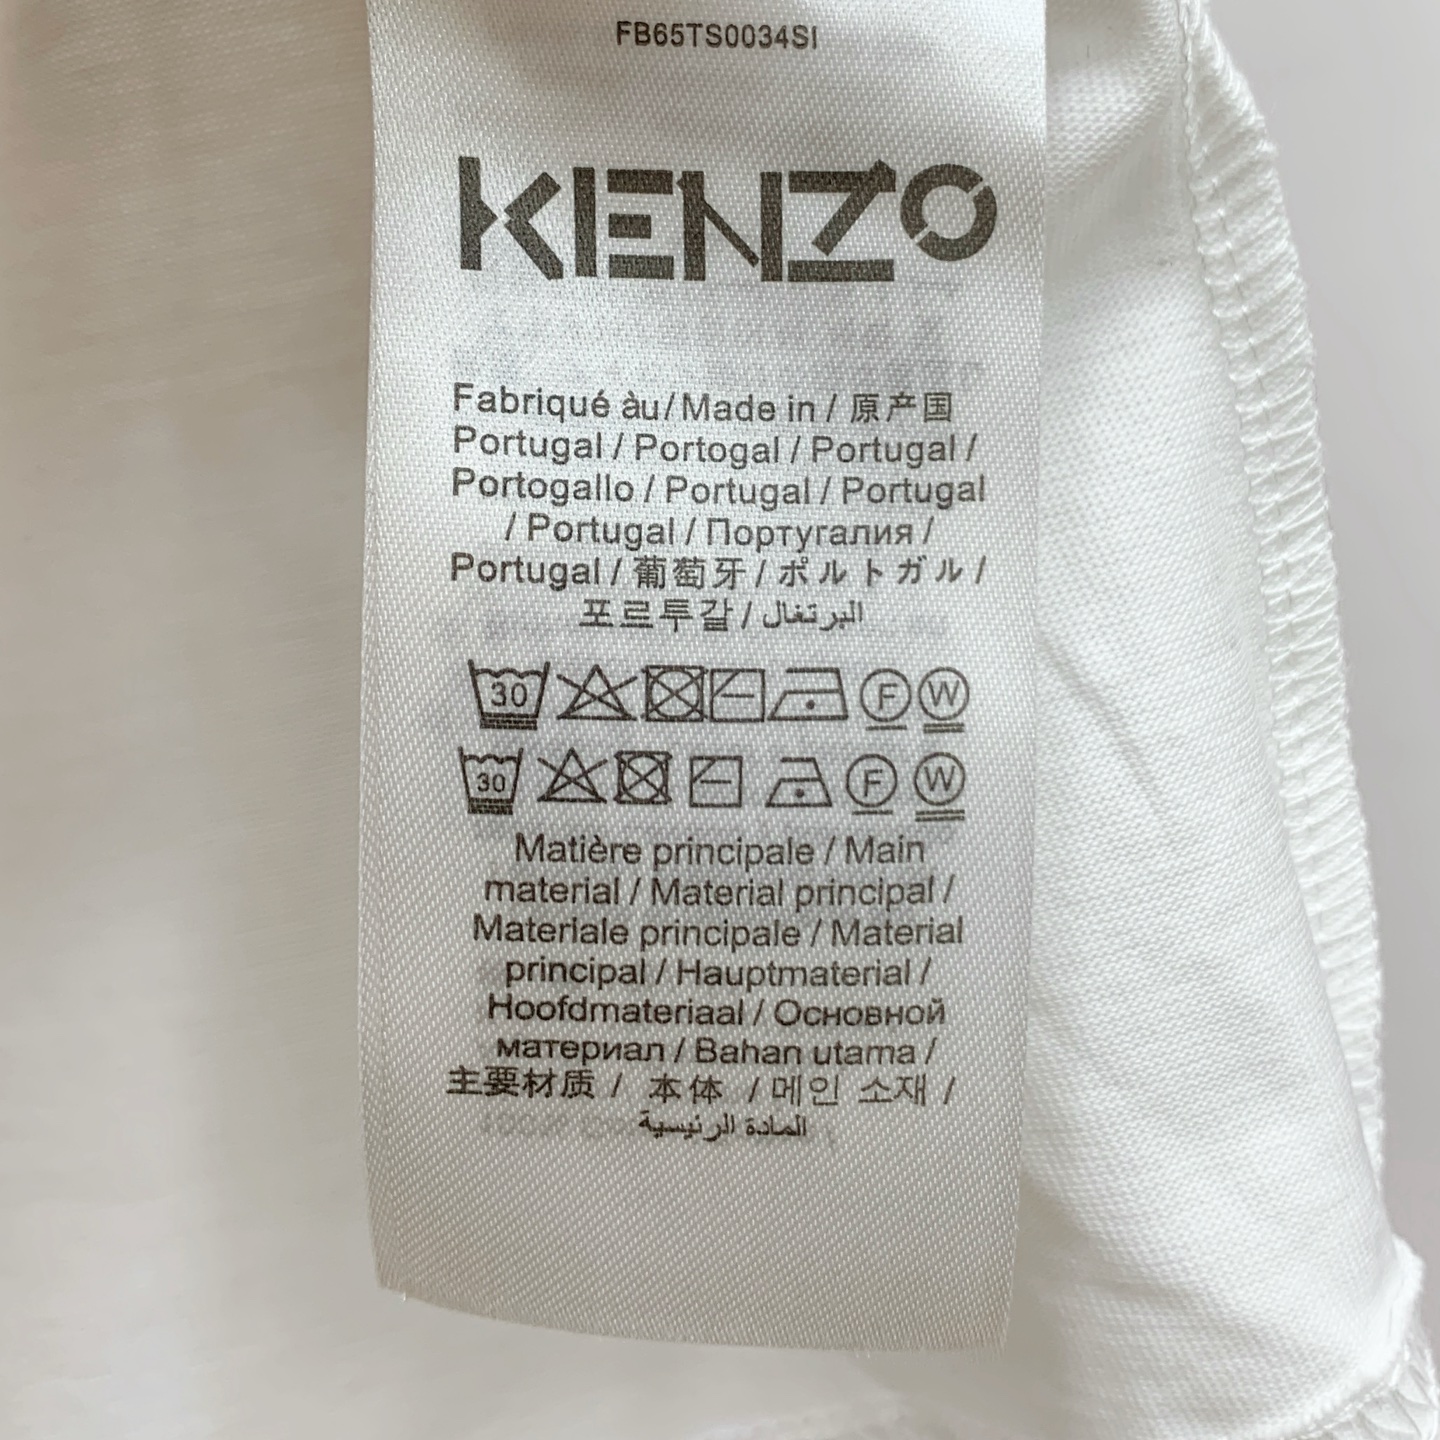 FB65TS0034SI
KENZO
Fabriqué àu/Made in / 原产国
Portugal / Portogal / Portugal /
Portogallo / Portugal / Portugal
/ Portugal / Португалия /
Portugal / 葡萄牙 / ポルトガル /
포르투갈 / البرتغال
30 F W
30 F W
Matière principale / Main
material / Material principal /
Materiale principale / Material
principal / Hauptmaterial /
Hoofdmateriaal / Основной
материал / Bahan utama /
主要材质 / 本体 / 메인 소재 /
المادة الرئيسية